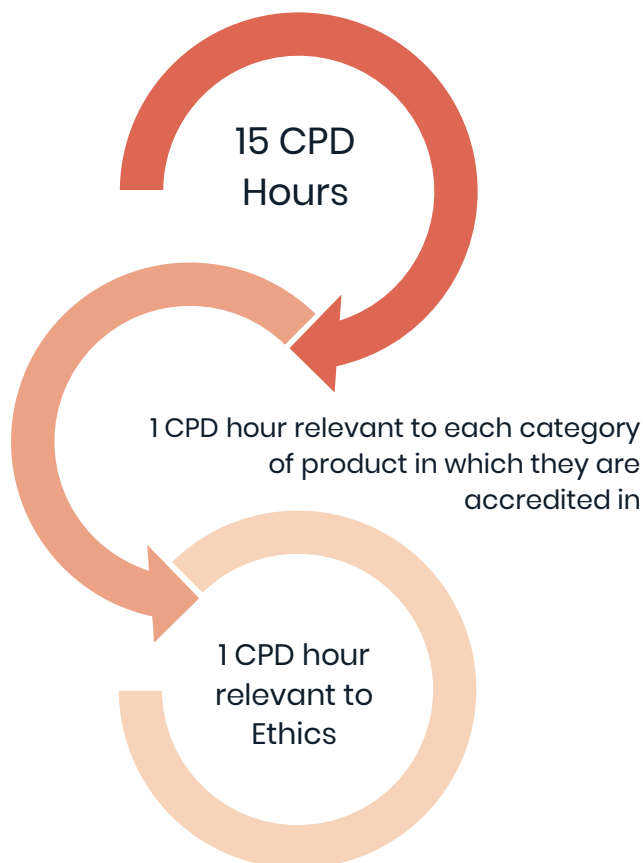 15 CPD
Hours
1 CPD hour relevant to each category
of product in which they are
accredited in
1 CPD hour
relevant to
Ethics